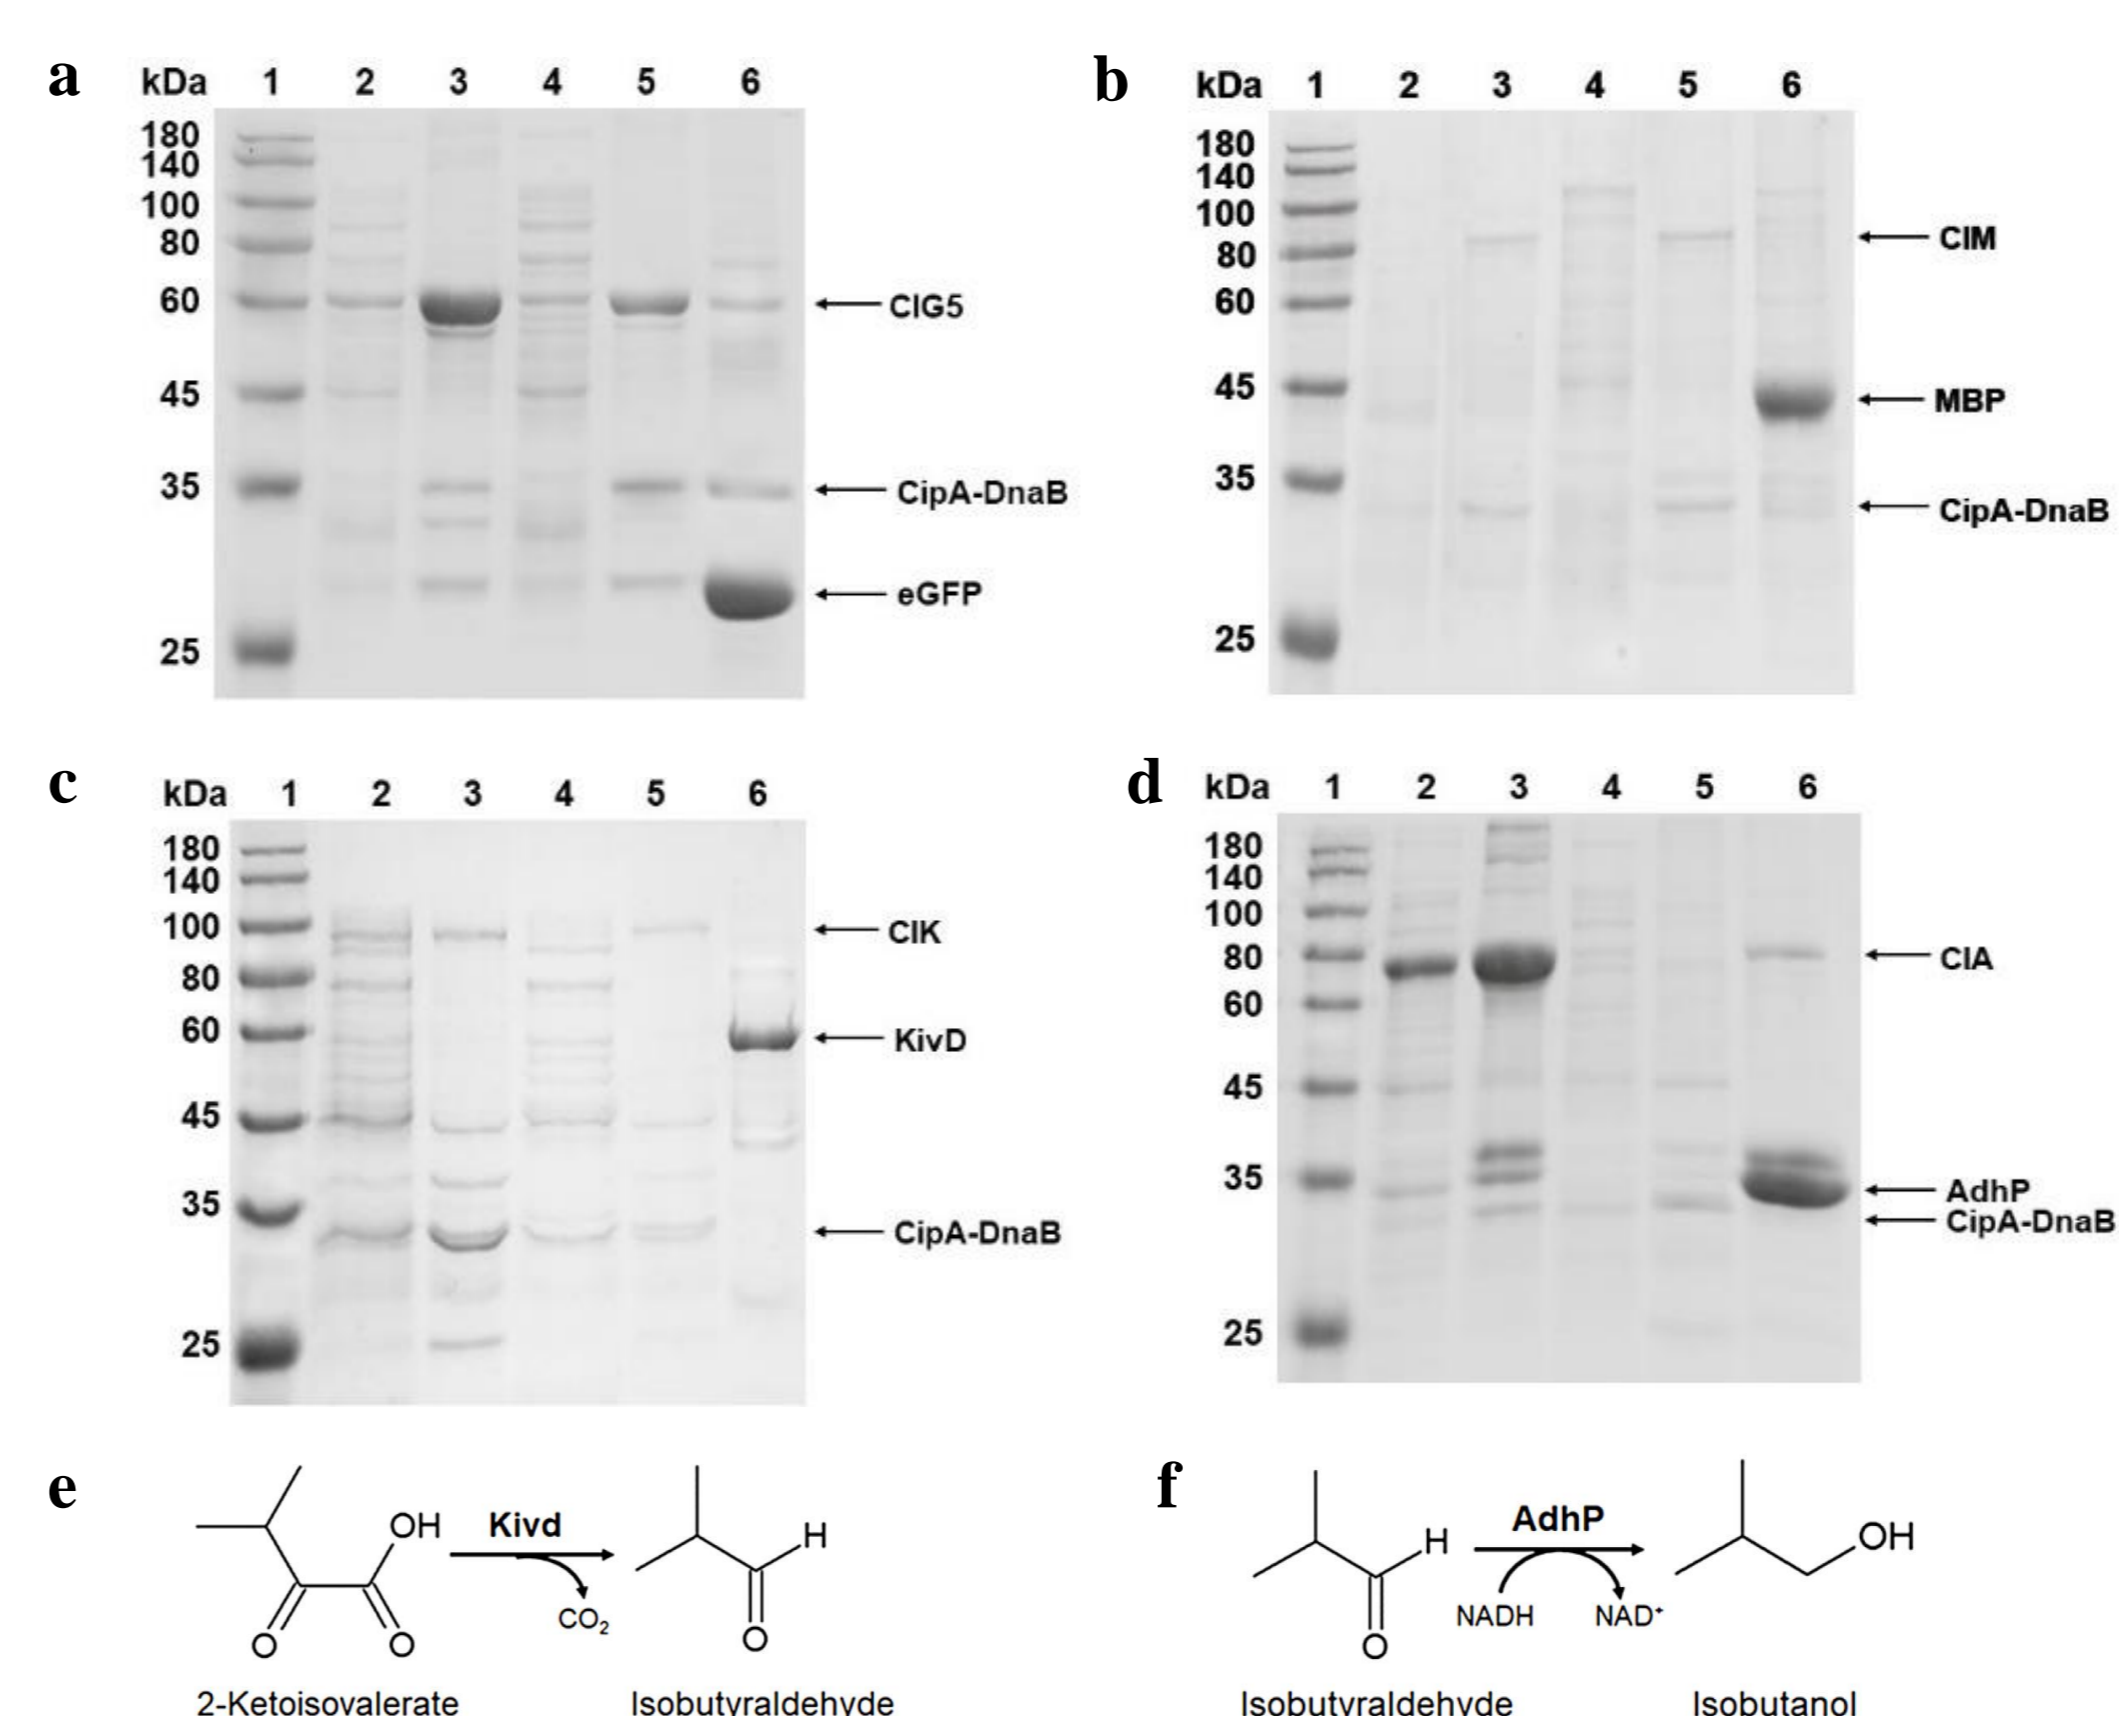 a
kDa 1 2 3 4 5 6
180
140
100
80
60
45
35
25
CIG5
CipA-DnaB
eGFP
b
kDa 1 2 3 4 5 6
180
140
100
80
60
45
35
25
CIM
MBP
CipA-DnaB
c
kDa 1 2 3 4 5 6
180
140
100
80
60
45
35
25
CIK
KivD
CipA-DnaB
d
kDa 1 2 3 4 5 6
180
140
100
80
60
45
35
25
CIA
AdhP
CipA-DnaB
e
OH
O
O
Kivd
CO₂
H
O
2-Ketoisovalerate
Isobutyraldehyde
f
H
O
AdhP
NADH
NAD⁺
OH
Isobutyraldehyde
Isobutanol